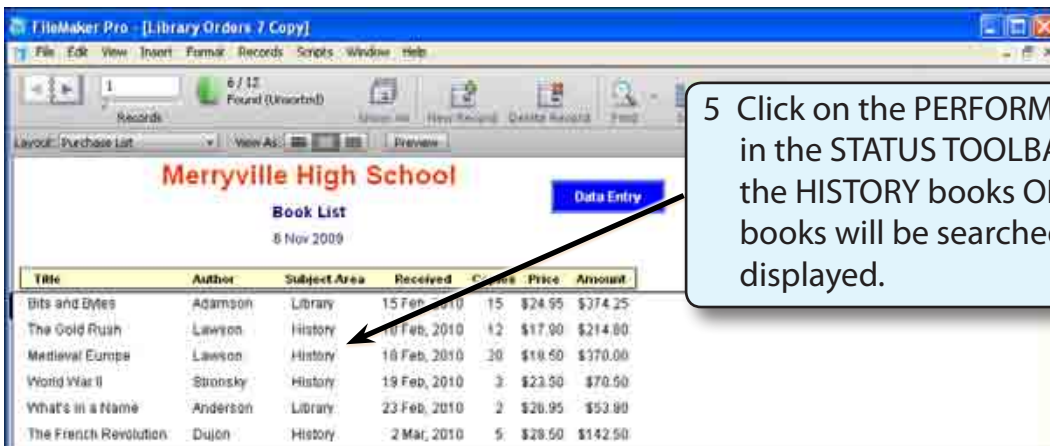 FileMaker Pro - [Library Orders 7 Copy]
File Edit View Insert Format Records Scripts Window Help
1
6 / 12
Found (Unsorted)
Records
Show All New Record Delete Record Find
Layout: Purchase List View As: Preview
Merryville High School
Data Entry
Book List
8 Nov 2009
Title Author Subject Area Received Copies Price Amount
Bits and Bytes Adamson Library 15 Feb, 2010 15 $24.95 $374.25
The Gold Rush Lawson History Feb, 2010 12 $17.90 $214.80
Medieval Europe Lawson History 18 Feb, 2010 20 $18.50 $370.00
World War II Stronsky History 19 Feb, 2010 3 $23.50 $70.50
What's in a Name Anderson Library 23 Feb, 2010 2 $26.95 $53.90
The French Revolution Dujon History 2 Mar, 2010 5 $28.50 $142.50
5 Click on the PERFORM
in the STATUS TOOLBA
the HISTORY books O
books will be searche
displayed.